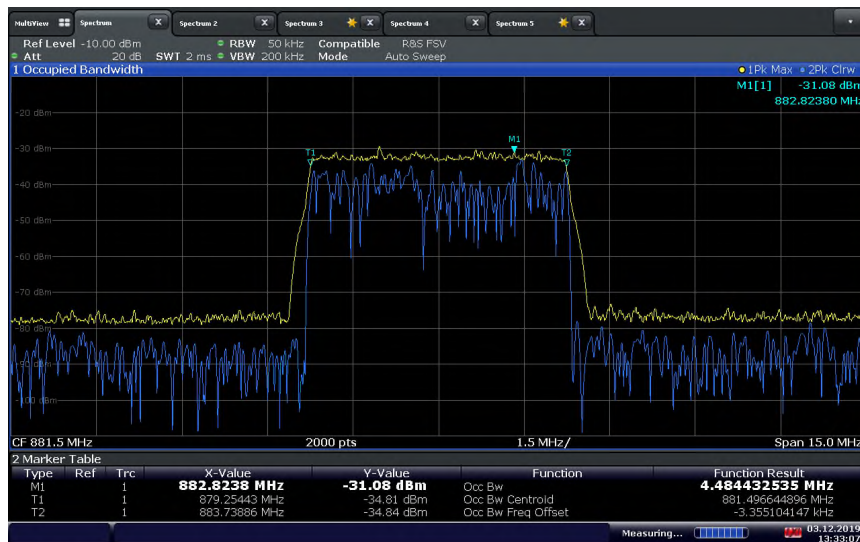 MultiView Spectrum X Spectrum 2 X Spectrum 3 X Spectrum 4 X Spectrum 5 X
Ref Level -10.00 dBm RBW 50 kHz Compatible R&S FSV
Att 20 dB SWT 2 ms VBW 200 kHz Mode Auto Sweep
1 Occupied Bandwidth 1Pk Max 2Pk Clrw
M1[1] -31.08 dBm
882.82380 MHz
-20 dBm
-30 dBm
M1
T1 T2
-40 dBm
-50 dBm
-60 dBm
-70 dBm
-80 dBm
-90 dBm
-100 dBm
CF 881.5 MHz 2000 pts 1.5 MHz/ Span 15.0 MHz
2 Marker Table
Type Ref Trc X-Value Y-Value Function Function Result
M1 1 882.8238 MHz -31.08 dBm Occ Bw 4.484432535 MHz
T1 1 879.25443 MHz -34.81 dBm Occ Bw Centroid 881.496644896 MHz
T2 1 883.73886 MHz -34.84 dBm Occ Bw Freq Offset -3.355104147 kHz
Measuring... 03.12.2019
13:33:07